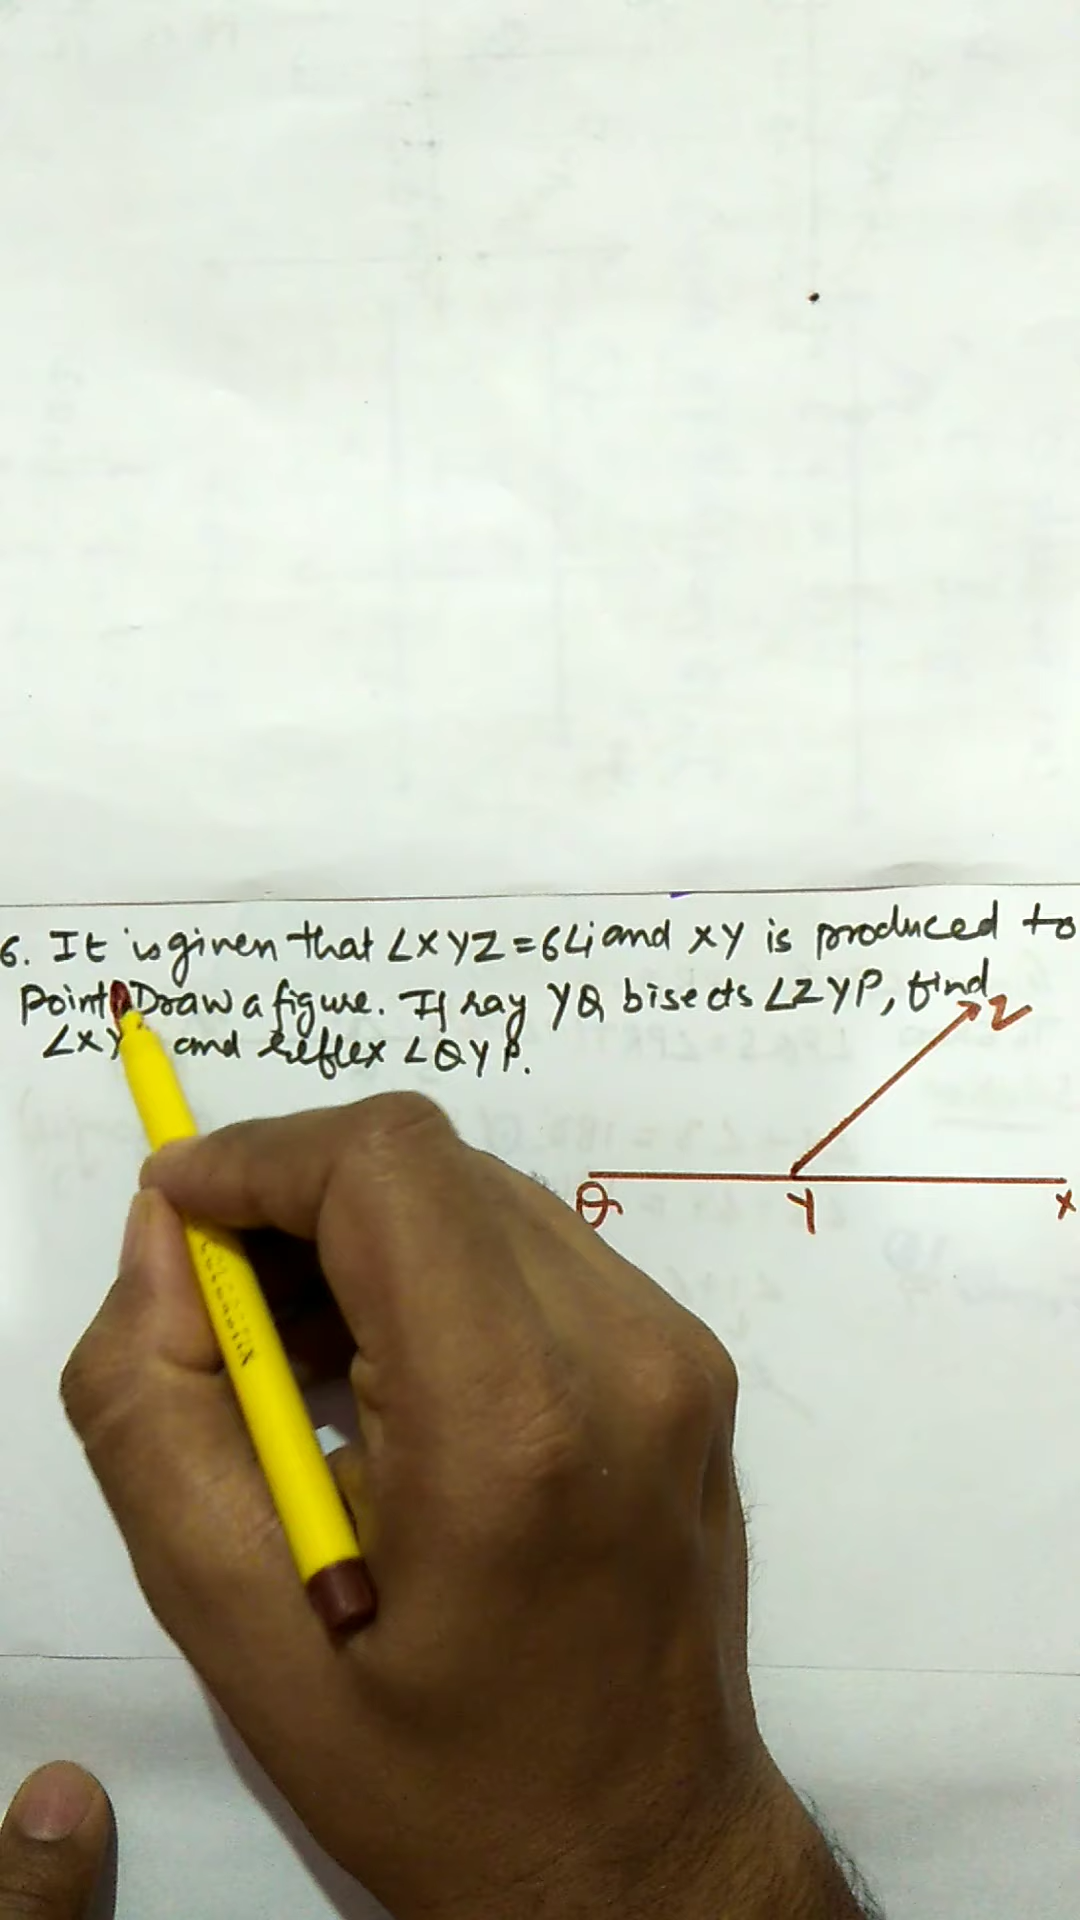 6. It is given that ∠XYZ = 64 and XY is produced to
Point Draw a figure. If ray YQ bisects ∠ZYP, find
∠XY and Reflex ∠QYP.
Z
Q Y X